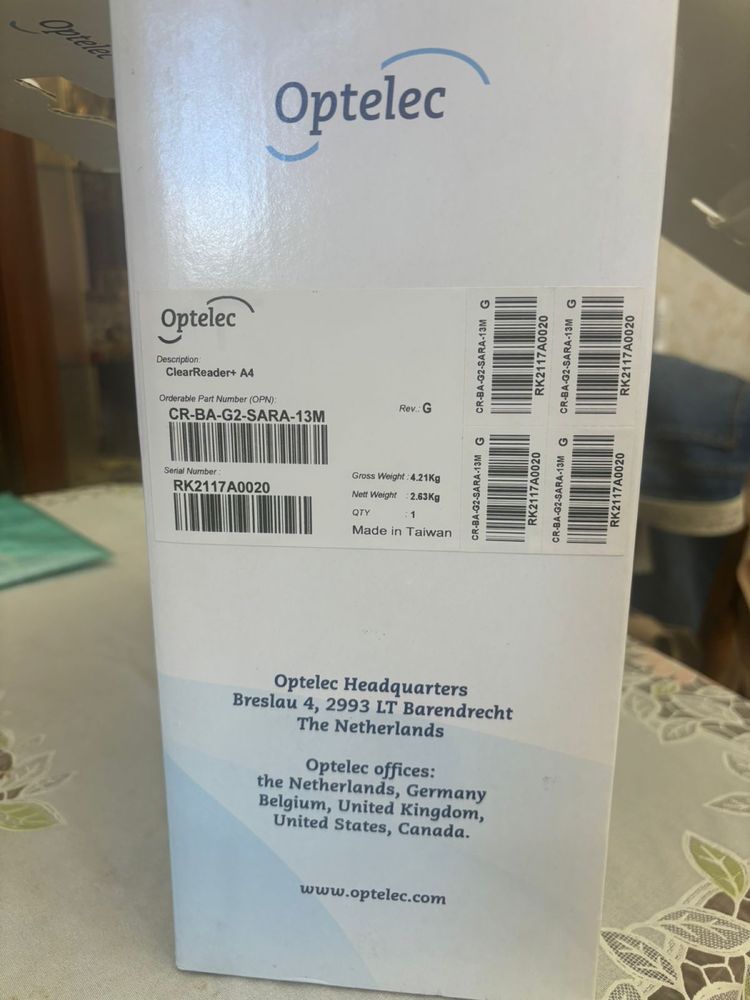 Optelec
Optelec
Optelec
Description:
ClearReader+ A4
Orderable Part Number (OPN):
CR-BA-G2-SARA-13M
Rev.: G
Serial Number :
RK2117A0020
Gross Weight : 4.21Kg
Nett Weight : 2.63Kg
QTY : 1
Made in Taiwan
CR-BA-G2-SARA-13M G
RK2117A0020
CR-BA-G2-SARA-13M G
RK2117A0020
CR-BA-G2-SARA-13M G
RK2117A0020
CR-BA-G2-SARA-13M G
RK2117A0020
Optelec Headquarters
Breslau 4, 2993 LT Barendrecht
The Netherlands
Optelec offices:
the Netherlands, Germany
Belgium, United Kingdom,
United States, Canada.
www.optelec.com